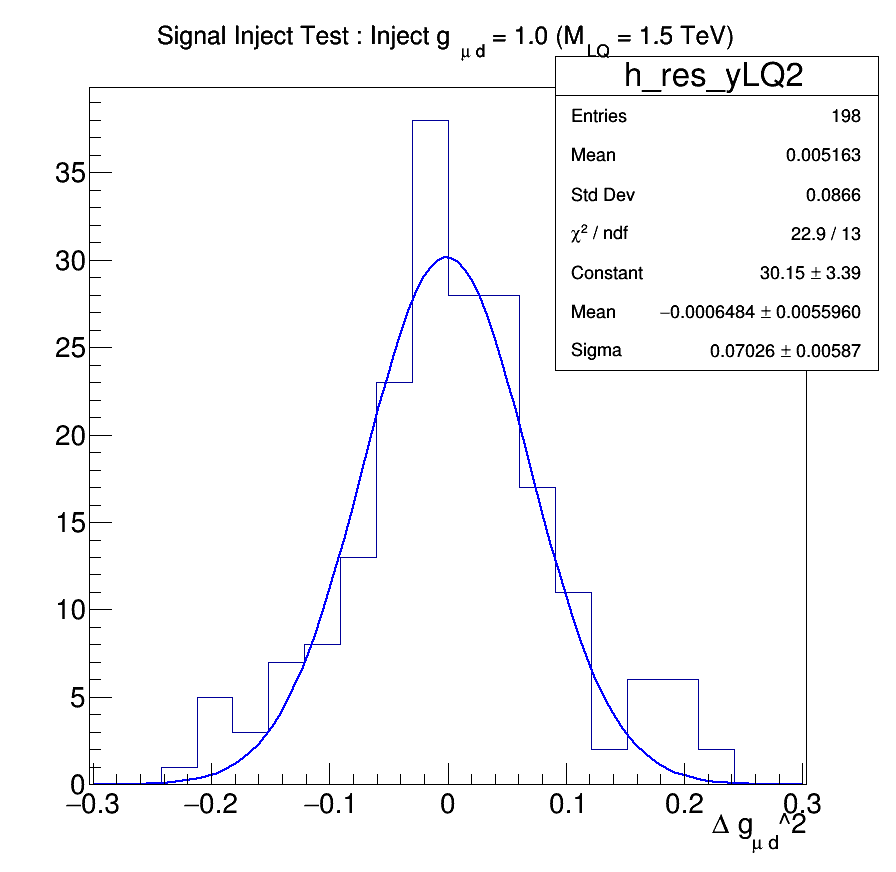 Signal Inject Test : Inject g μ d = 1.0 (M LQ = 1.5 TeV)
h_res_yLQ2
Entries 198
Mean 0.005163
Std Dev 0.0866
χ² / ndf 22.9 / 13
Constant 30.15 ± 3.39
Mean −0.0006484 ± 0.0055960
Sigma 0.07026 ± 0.00587
35
30
25
20
15
10
5
0
−0.3 −0.2 −0.1 0 0.1 0.2 0.3
Δ g μ d^2